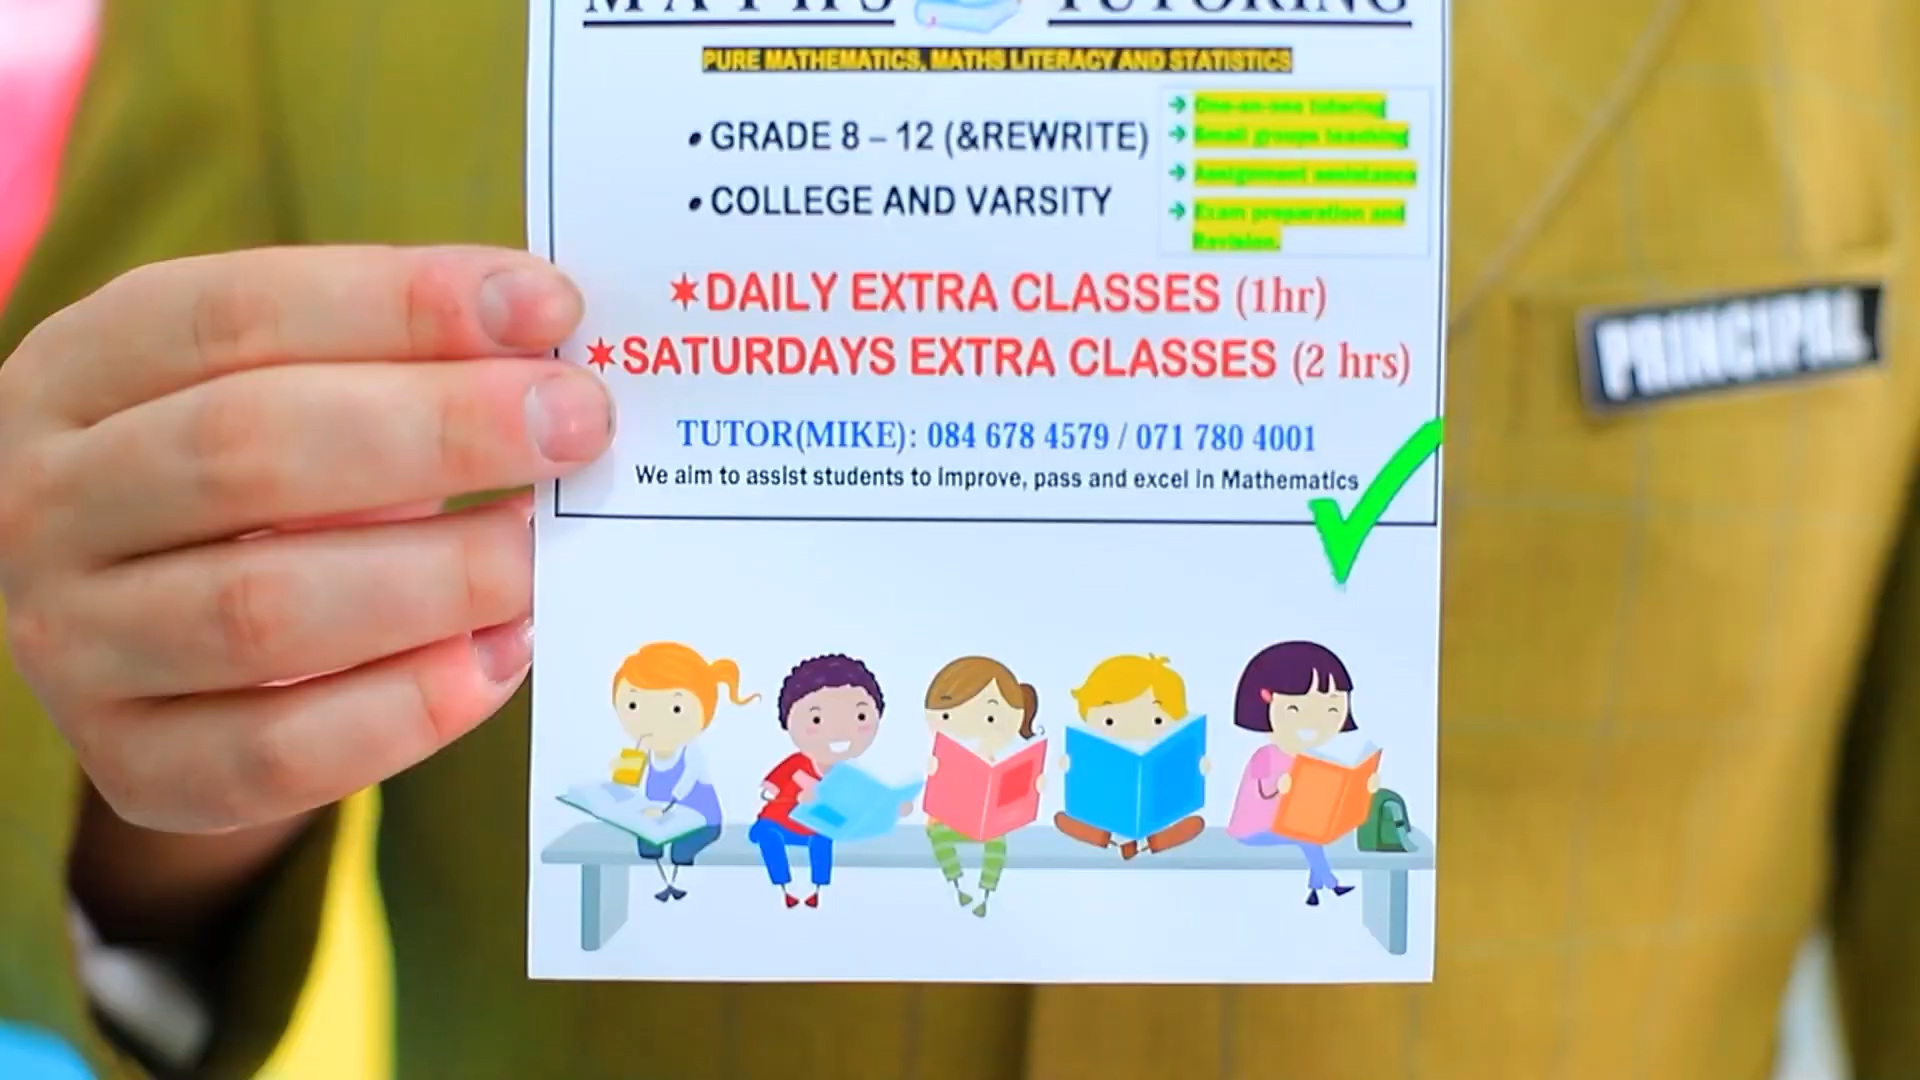 MATHS TUTORING
PURE MATHEMATICS, MATHS LITERACY AND STATISTICS
• GRADE 8 – 12 (&REWRITE)
• COLLEGE AND VARSITY
One-on-one tutoring
Small groups teaching
Assignment assistance
Exam preparation and
Revision.
DAILY EXTRA CLASSES (1hr)
SATURDAYS EXTRA CLASSES (2 hrs)
TUTOR(MIKE): 084 678 4579 / 071 780 4001
We aim to assist students to improve, pass and excel in Mathematics
PRINCIPAL